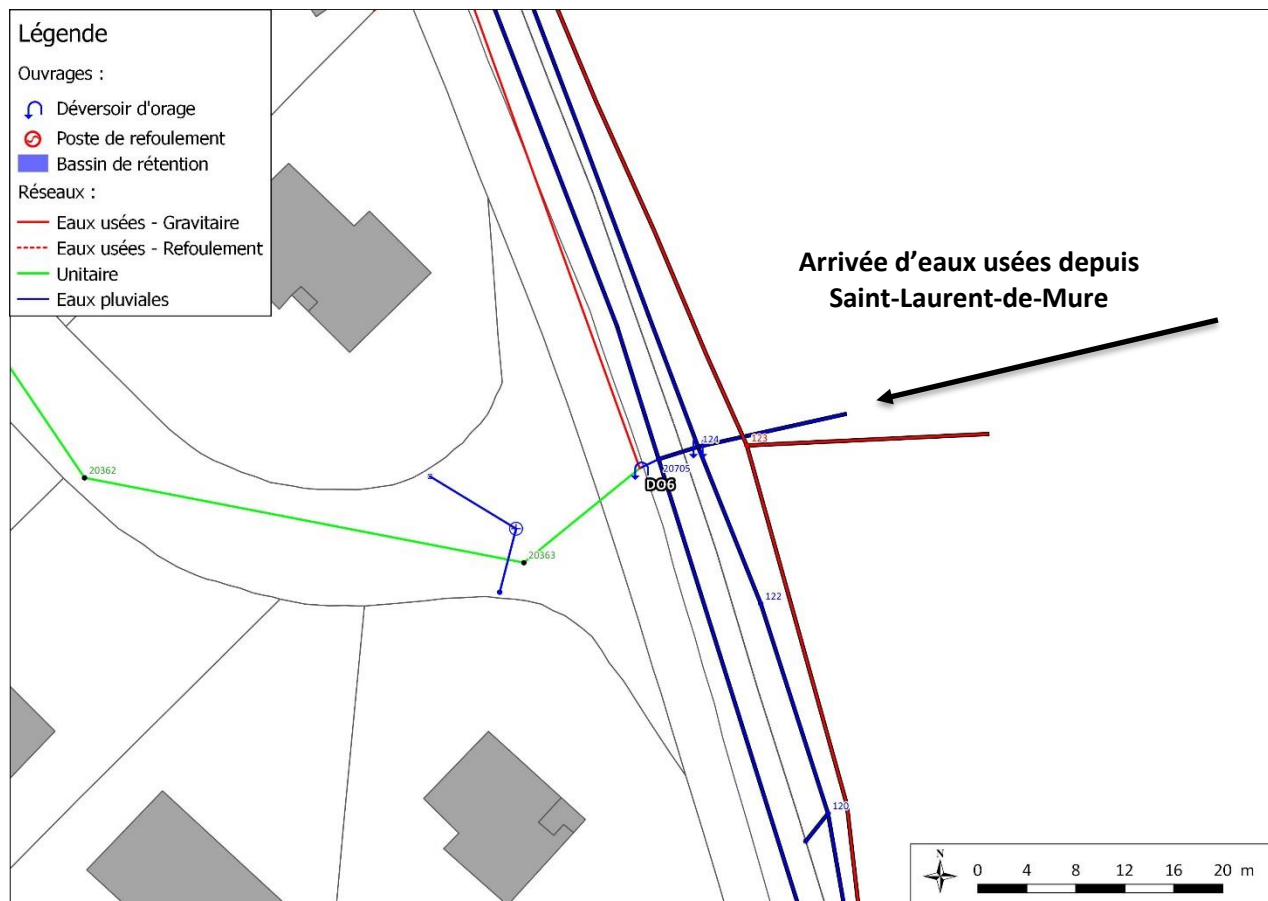 Légende
Ouvrages :
Déversoir d'orage
Poste de refoulement
Bassin de rétention
Réseaux :
Eaux usées - Gravitaire
Eaux usées - Refoulement
Unitaire
Eaux pluviales
Arrivée d’eaux usées depuis
Saint-Laurent-de-Mure
124
123
20705
DO6
20362
20363
122
120
N
0 4 8 12 16 20 m